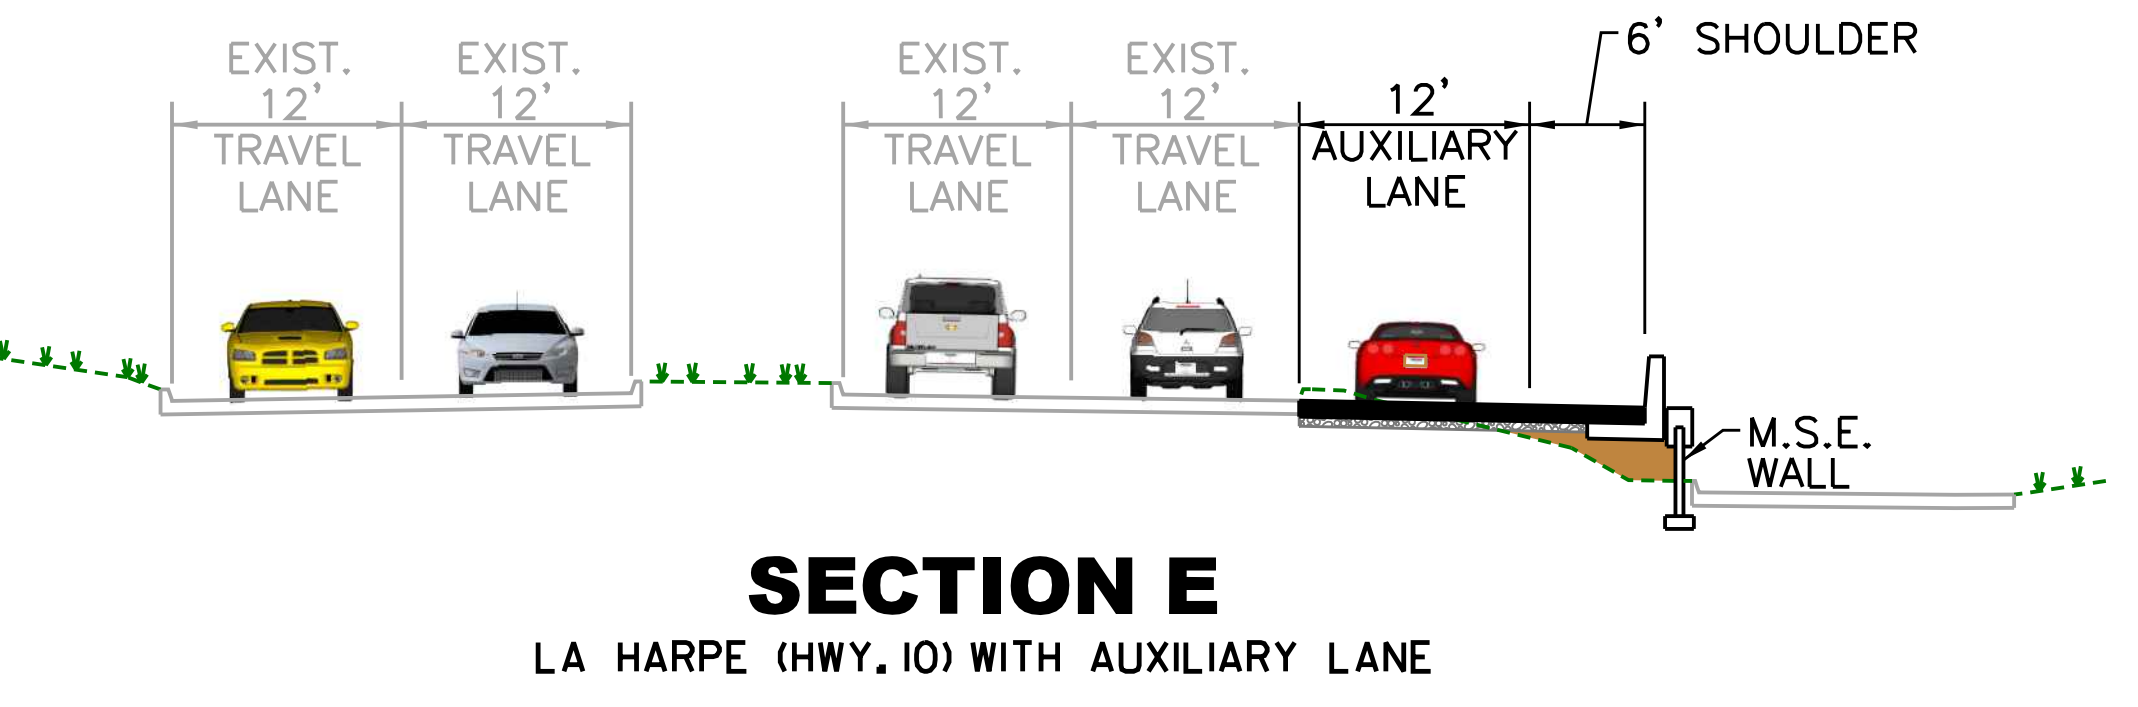 EXIST.
12'
TRAVEL
LANE
EXIST.
12'
TRAVEL
LANE
EXIST.
12'
TRAVEL
LANE
EXIST.
12'
TRAVEL
LANE
12'
AUXILIARY
LANE
6' SHOULDER
M.S.E.
WALL
SECTION E
LA HARPE (HWY. 10) WITH AUXILIARY LANE